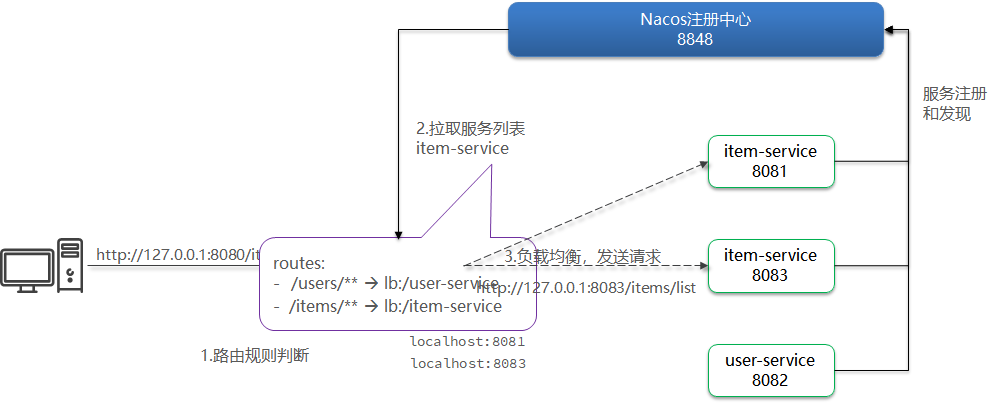 Nacos注册中心
8848
服务注册
和发现
2.拉取服务列表
item-service
item-service
8081
http://127.0.0.1:8080/it
routes:
- /users/** → lb:/user-service
- /items/** → lb:/item-service
3.负载均衡，发送请求
http://127.0.0.1:8083/items/list
item-service
8083
1.路由规则判断
localhost:8081
localhost:8083
user-service
8082